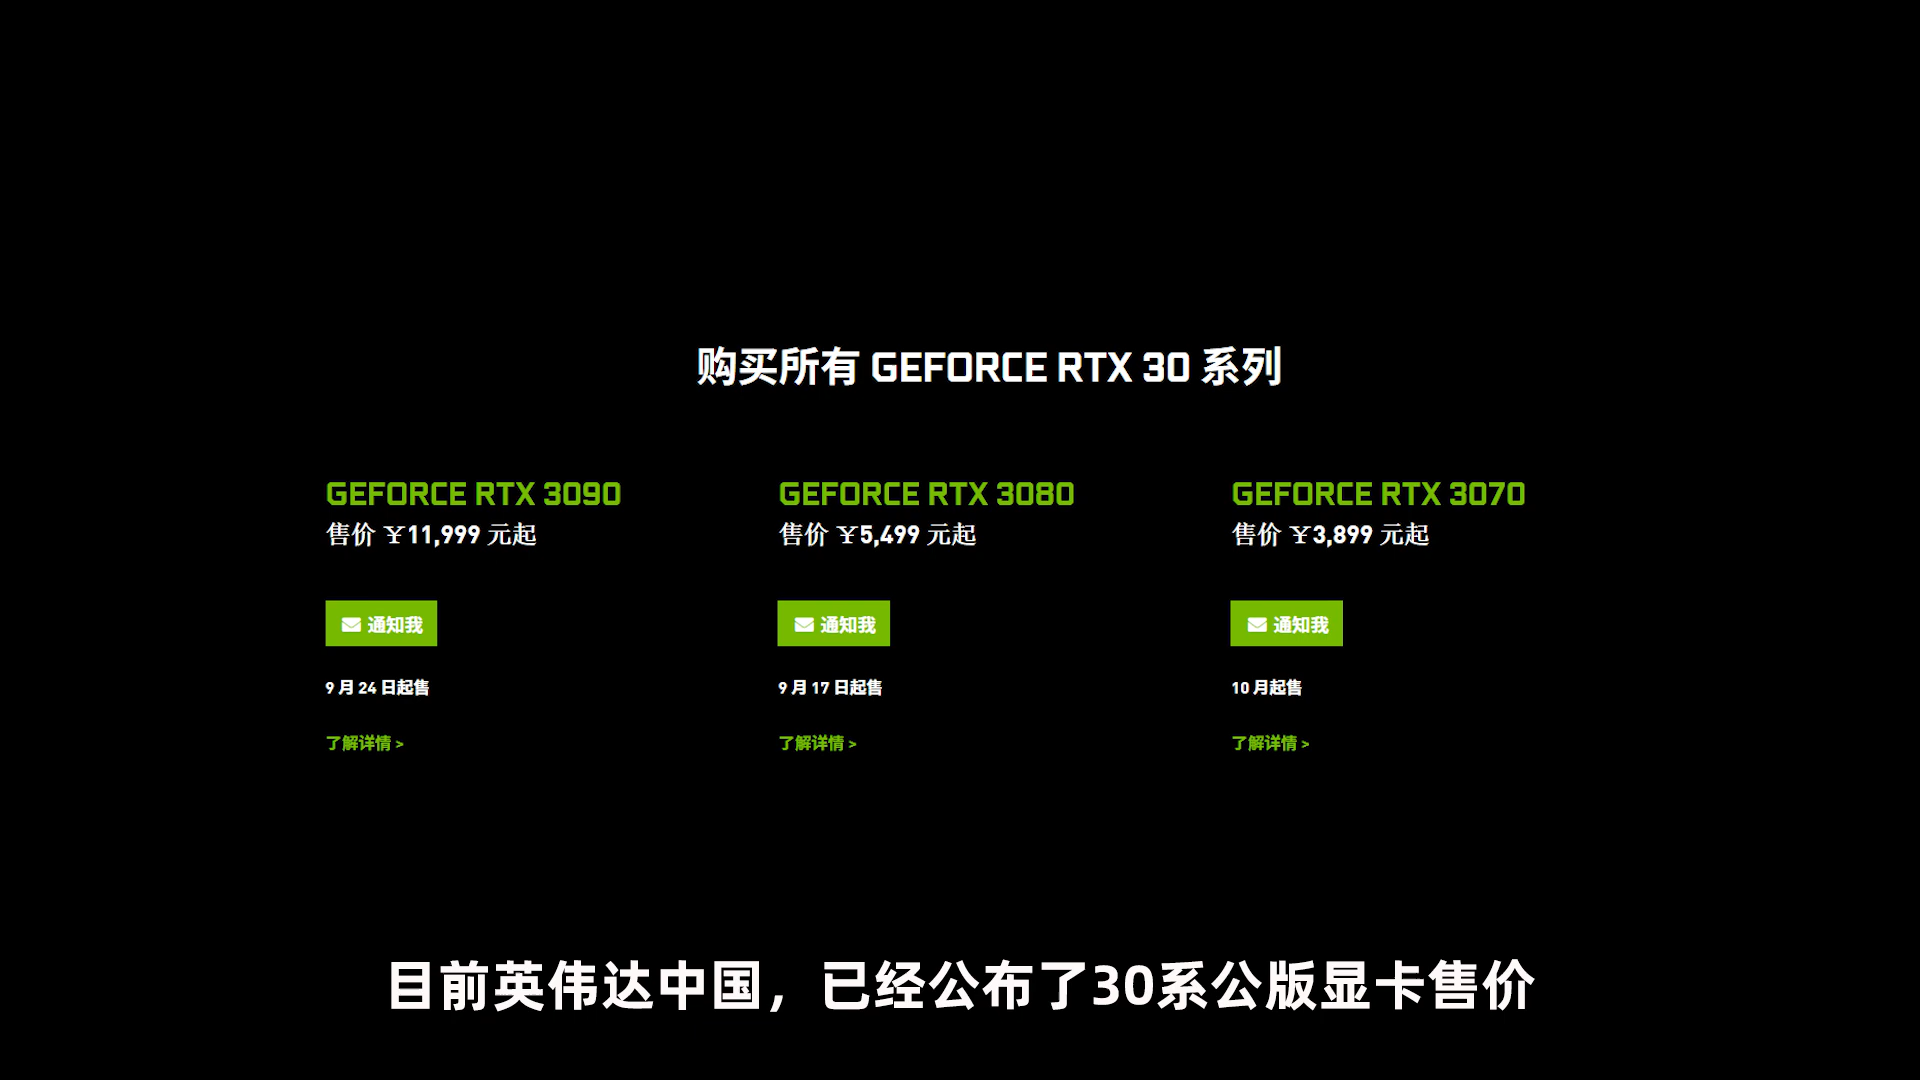 购买所有 GEFORCE RTX 30 系列
GEFORCE RTX 3090
售价 ￥11,999 元起
通知我
9 月 24 日起售
了解详情 >
GEFORCE RTX 3080
售价 ￥5,499 元起
通知我
9 月 17 日起售
了解详情 >
GEFORCE RTX 3070
售价 ￥3,899 元起
通知我
10 月起售
了解详情 >
目前英伟达中国，已经公布了30系公版显卡售价